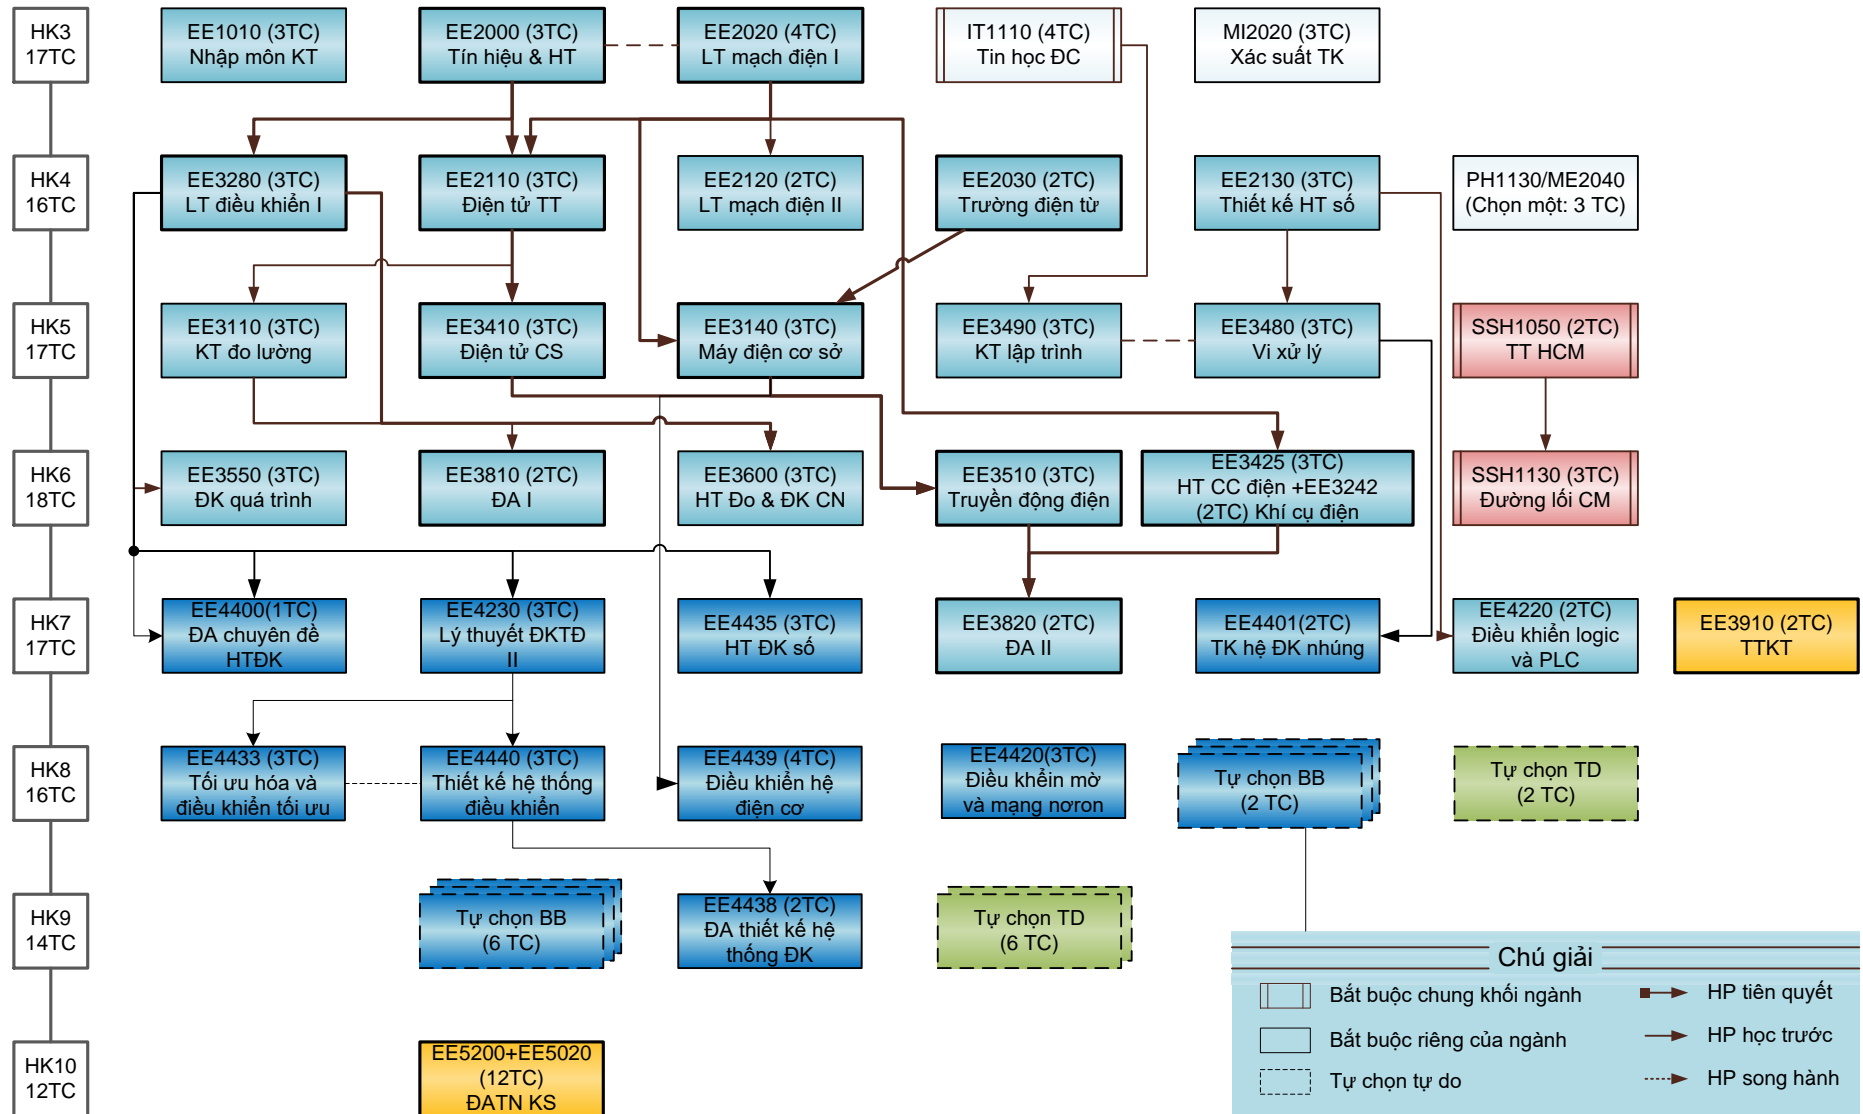 HK3
17TC
EE1010 (3TC)
Nhập môn KT
EE2000 (3TC)
Tín hiệu & HT
EE2020 (4TC)
LT mạch điện I
IT1110 (4TC)
Tin học ĐC
MI2020 (3TC)
Xác suất TK
HK4
16TC
EE3280 (3TC)
LT điều khiển I
EE2110 (3TC)
Điện tử TT
EE2120 (2TC)
LT mạch điện II
EE2030 (2TC)
Trường điện từ
EE2130 (3TC)
Thiết kế HT số
PH1130/ME2040
(Chọn một: 3 TC)
HK5
17TC
EE3110 (3TC)
KT đo lường
EE3410 (3TC)
Điện tử CS
EE3140 (3TC)
Máy điện cơ sở
EE3490 (3TC)
KT lập trình
EE3480 (3TC)
Vi xử lý
SSH1050 (2TC)
TT HCM
HK6
18TC
EE3550 (3TC)
ĐK quá trình
EE3810 (2TC)
ĐA I
EE3600 (3TC)
HT Đo & ĐK CN
EE3510 (3TC)
Truyền động điện
EE3425 (3TC)
HT CC điện +EE3242
(2TC) Khí cụ điện
SSH1130 (3TC)
Đường lối CM
HK7
17TC
EE4400(1TC)
ĐA chuyên đề
HTĐK
EE4230 (3TC)
Lý thuyết ĐKTĐ
II
EE4435 (3TC)
HT ĐK số
EE3820 (2TC)
ĐA II
EE4401(2TC)
TK hệ ĐK nhúng
EE4220 (2TC)
Điều khiển logic
và PLC
EE3910 (2TC)
TTKT
HK8
16TC
EE4433 (3TC)
Tối ưu hóa và
điều khiển tối ưu
EE4440 (3TC)
Thiết kế hệ thống
điều khiển
EE4439 (4TC)
Điều khiển hệ
điện cơ
EE4420(3TC)
Điều khểin mờ
và mạng nơron
Tự chọn BB
(2 TC)
Tự chọn TD
(2 TC)
HK9
14TC
Tự chọn BB
(6 TC)
EE4438 (2TC)
ĐA thiết kế hệ
thống ĐK
Tự chọn TD
(6 TC)
HK10
12TC
EE5200+EE5020
(12TC)
ĐATN KS
Chú giải
Bắt buộc chung khối ngành
HP tiên quyết
Bắt buộc riêng của ngành
HP học trước
Tự chọn tự do
HP song hành